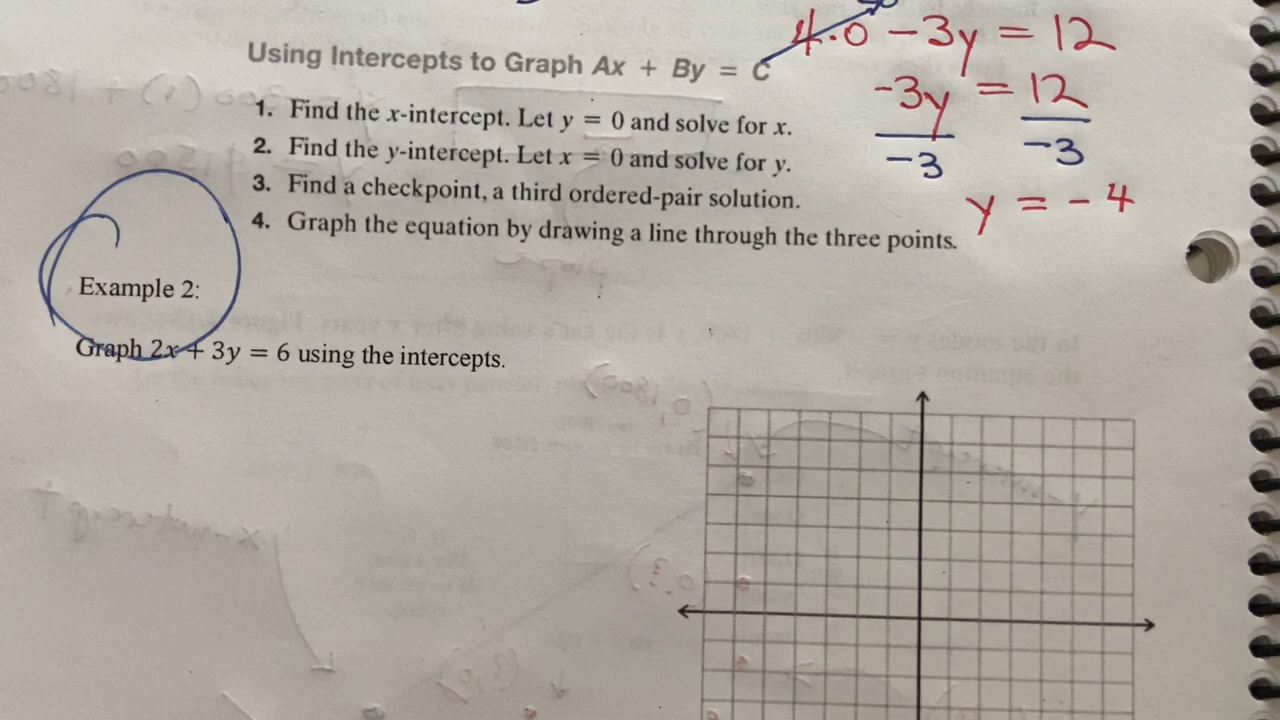 4·0 − 3y = 12
Using Intercepts to Graph Ax + By = C
-3y = 12
-3 -3
1. Find the x-intercept. Let y = 0 and solve for x.
2. Find the y-intercept. Let x = 0 and solve for y.
3. Find a checkpoint, a third ordered-pair solution.
y = -4
4. Graph the equation by drawing a line through the three points.
Example 2:
Graph 2x + 3y = 6 using the intercepts.